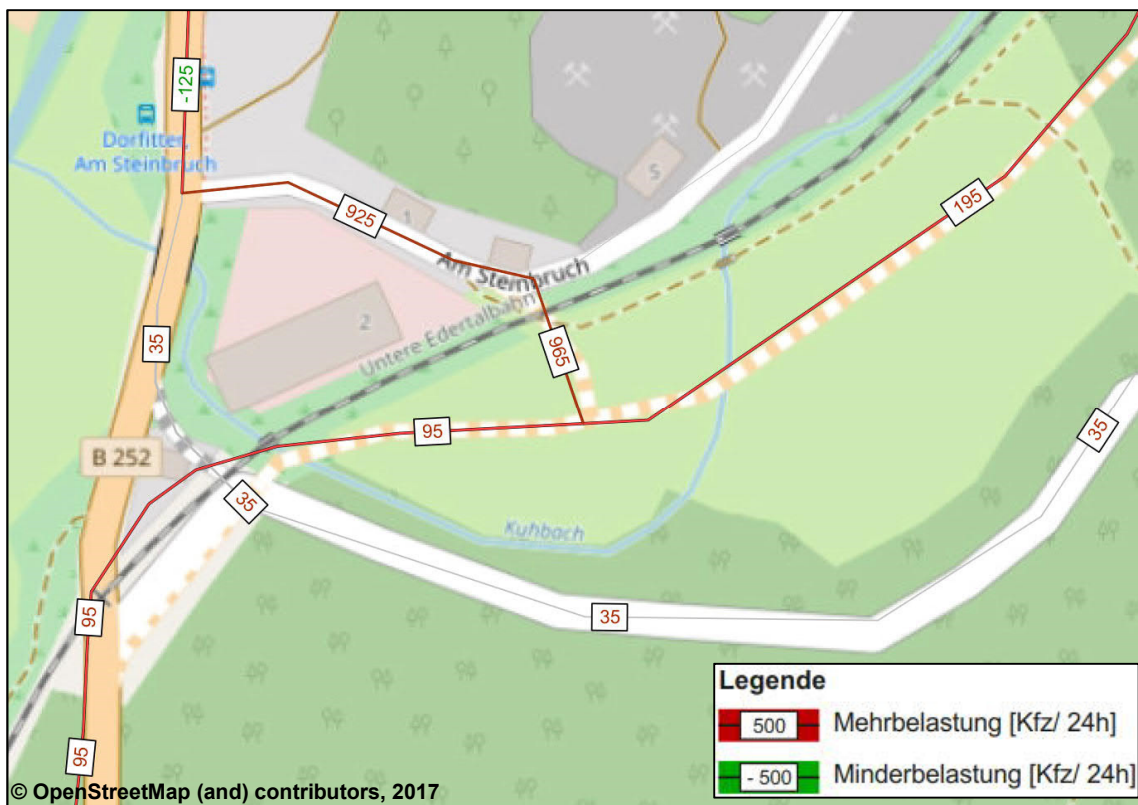 -125
Dorfitter,
Am Steinbruch
925
1
5
195
Am Steinbruch
2
Untere Edertalbahn
35
965
95
35
B 252
35
Kuhbach
95
35
95
Legende
500 Mehrbelastung [Kfz/ 24h]
- 500 Minderbelastung [Kfz/ 24h]
© OpenStreetMap (and) contributors, 2017